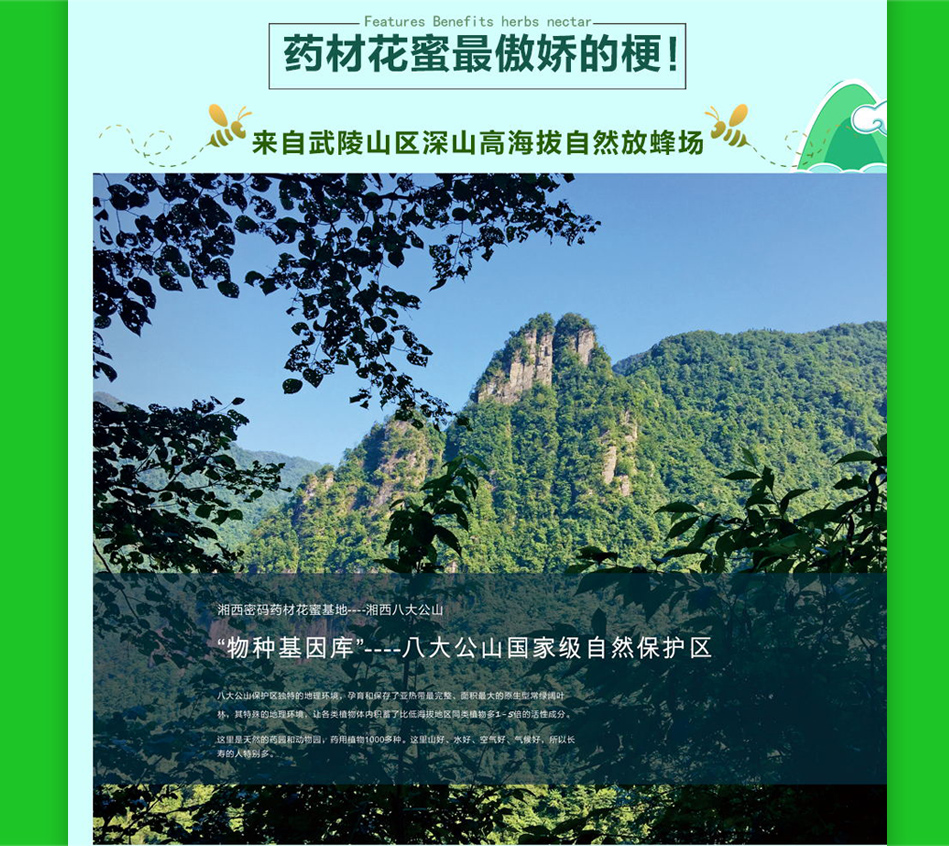 Features Benefits herbs nectar
药材花蜜最傲娇的梗！
来自武陵山区深山高海拔自然放蜂场
湘西密码药材花蜜基地----湘西八大公山
“物种基因库”----八大公山国家级自然保护区
八大公山保护区独特的地理环境，孕育和保存了亚热带最完整、面积最大的原生型常绿阔叶
林。其特殊的地理环境，让各类植物体内积蓄了比低海拔地区同类植物多1-5倍的活性成分。
这里是天然的药园和动物园，药用植物1000多种。这里山好、水好、空气好、气候好，所以长
寿的人特别多。